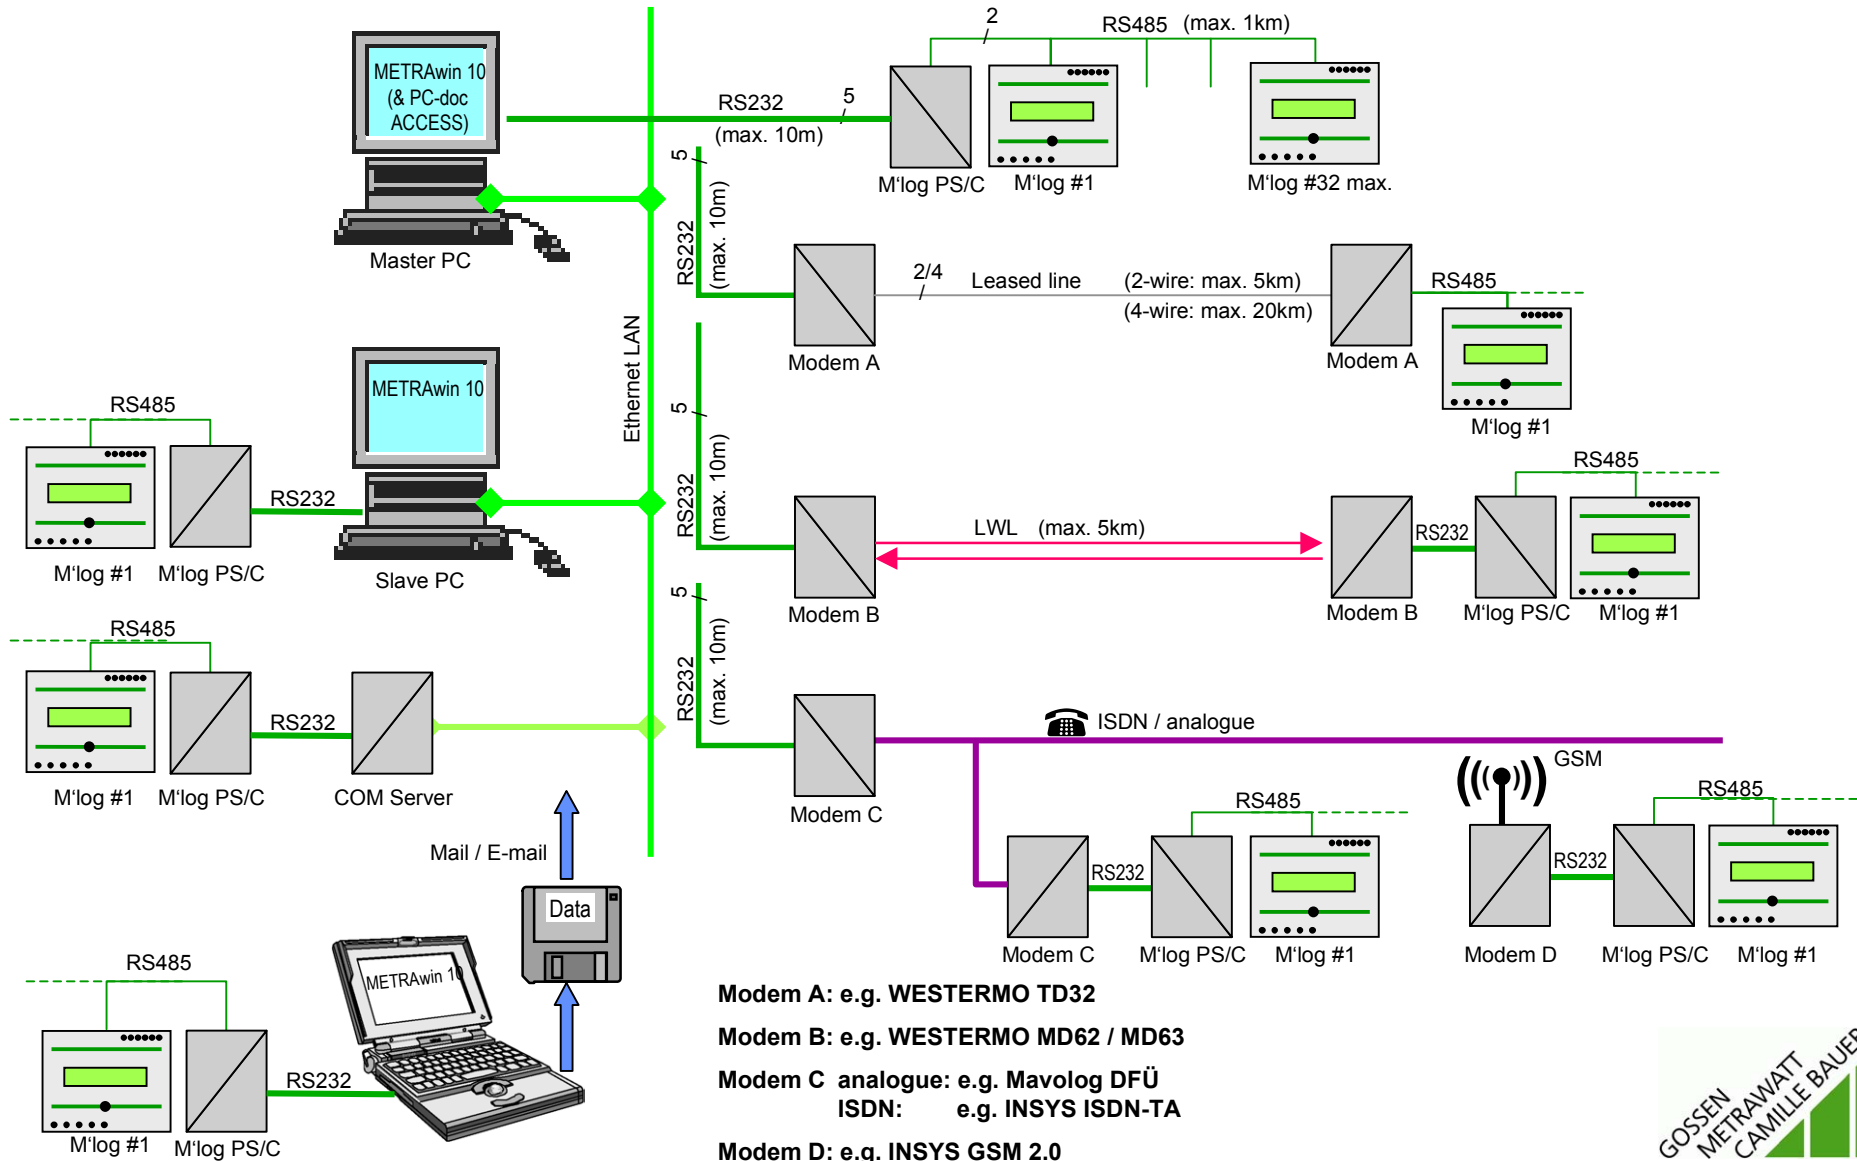 2
RS485 (max. 1km)
METRAwin 10
(& PC-doc
ACCESS)
RS232
5
(max. 10m)
M'log PS/C
M'log #1
M'log #32 max.
Master PC
5
RS232
(max. 10m)
2/4
Leased line
(2-wire: max. 5km)
(4-wire: max. 20km)
RS485
Modem A
Modem A
M'log #1
Ethernet LAN
METRAwin 10
RS485
RS232
M'log #1
M'log PS/C
Slave PC
5
RS232
(max. 10m)
LWL (max. 5km)
RS485
RS232
Modem B
Modem B
M'log PS/C
M'log #1
RS485
RS232
M'log #1
M'log PS/C
COM Server
5
RS232
(max. 10m)
Modem C
ISDN / analogue
GSM
RS485
RS232
Modem C
M'log PS/C
M'log #1
RS485
RS232
Modem D
M'log PS/C
M'log #1
Mail / E-mail
Data
METRAwin 10
RS485
RS232
M'log #1
M'log PS/C
Modem A: e.g. WESTERMO TD32
Modem B: e.g. WESTERMO MD62 / MD63
Modem C analogue: e.g. Mavolog DFÜ
ISDN: e.g. INSYS ISDN-TA
Modem D: e.g. INSYS GSM 2.0
GOSSEN
METRAWATT
CAMILLE BAUER